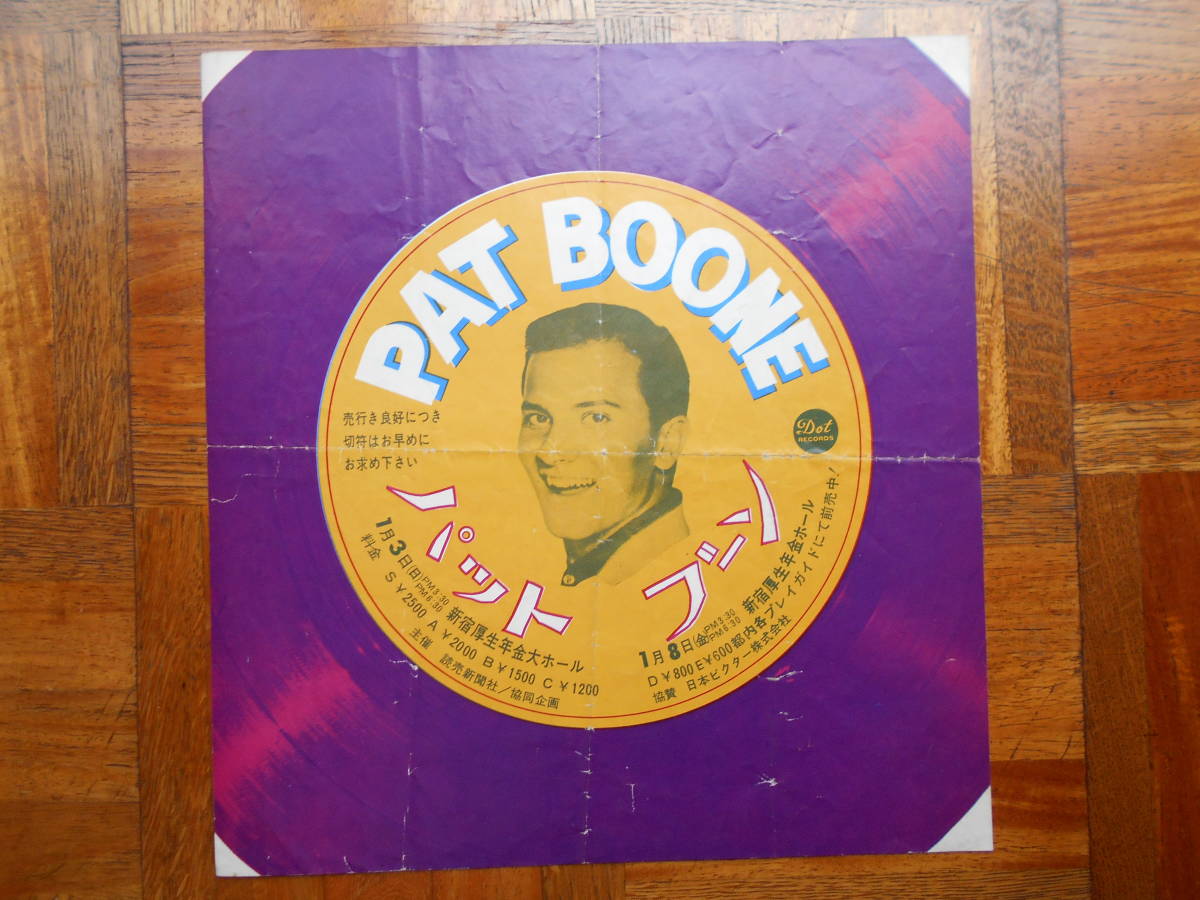 PAT BOONE
売行き良好につき
切符はお早めに
お求め下さい
Dot
RECORDS
パット ブーン
1月3日(日)PM3:30 PM6:30 新宿厚生年金大ホール
料金 S¥2500 A¥2000 B¥1500 C¥1200
主催 読売新聞社/協同企画
1月8日(金)PM3:30 PM6:30 新宿厚生年金ホール
D¥800E¥600都内各プレイガイドにて前売中!
協賛 日本ビクター株式会社